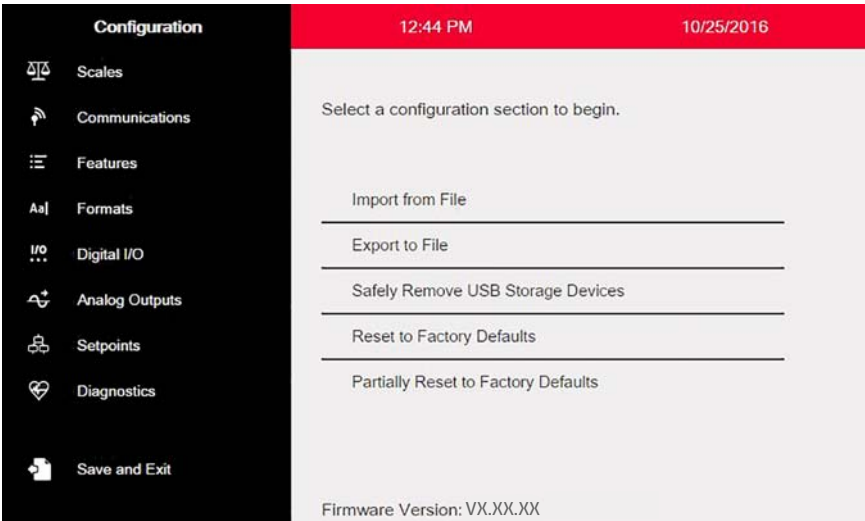 Configuration
12:44 PM
10/25/2016
Scales
Communications
Features
Aa|
Formats
I/O
Digital I/O
Analog Outputs
Setpoints
Diagnostics
Save and Exit
Select a configuration section to begin.
Import from File
Export to File
Safely Remove USB Storage Devices
Reset to Factory Defaults
Partially Reset to Factory Defaults
Firmware Version: VX.XX.XX